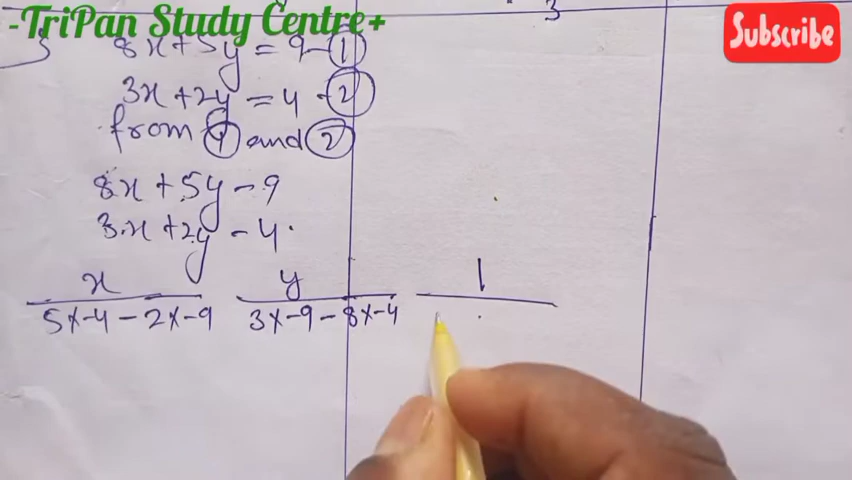 -TriPan Study Centre+
Subscribe
3
8x+5y = 9 - ①
3x +2y = 4 - ②
from ① and ②
8x + 5y - 9
3x + 2y - 4
x y 1
5x-4 - 2x-9 3x-9 - 8x-4